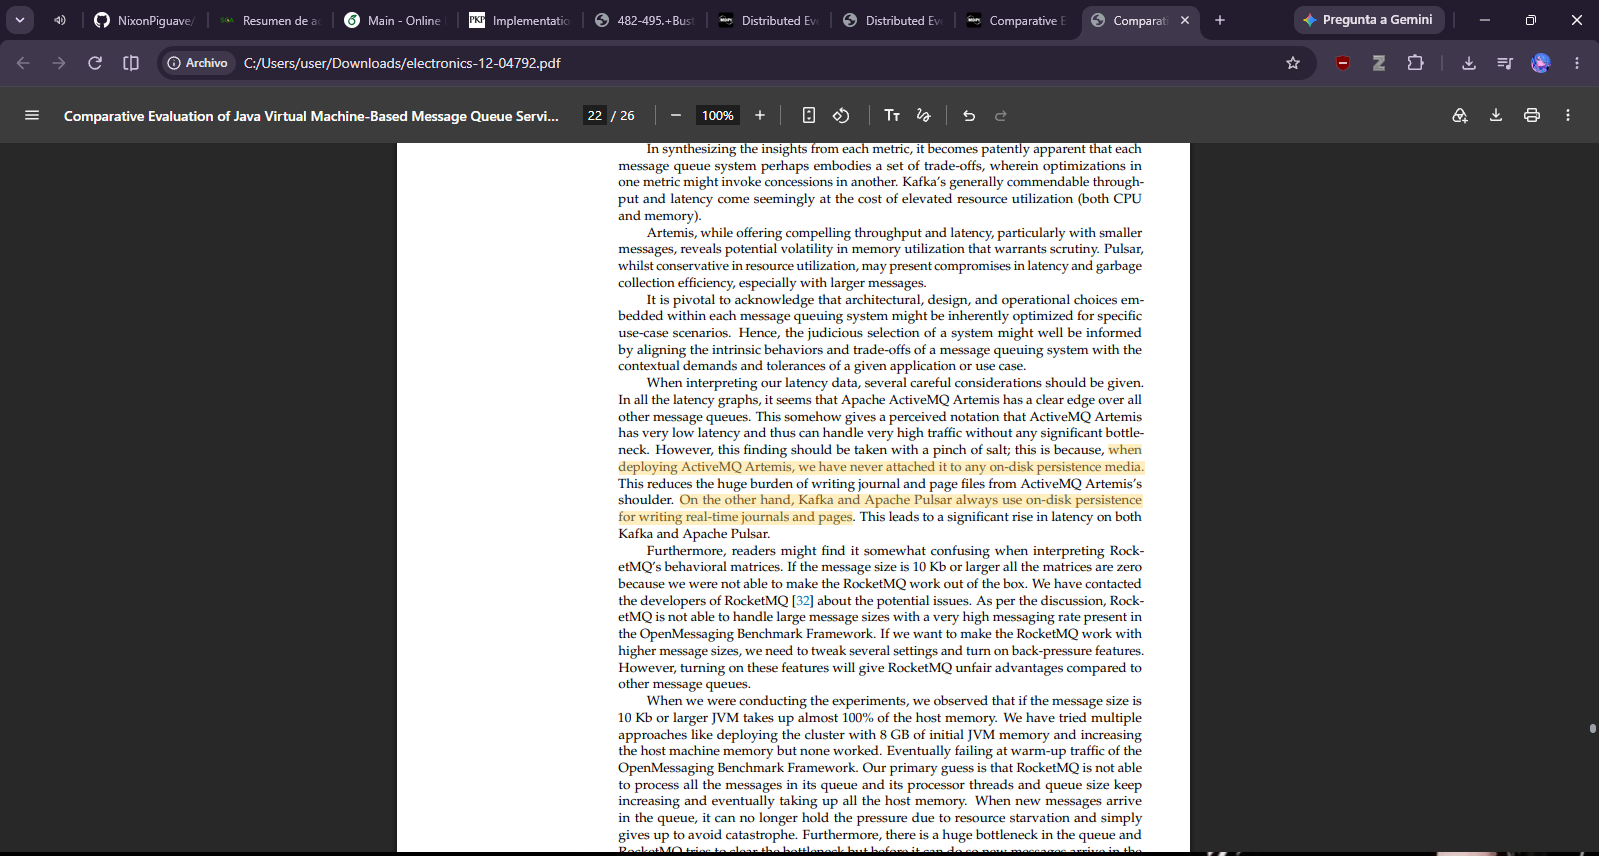 NixonPiguave/
Resumen de a
Main - Online
PKP Implementatio
482-495.+Bus
MDPI Distributed Ev
Distributed Ev
MDPI Comparative E
Comparati
Pregunta a Gemini
Archivo C:/Users/user/Downloads/electronics-12-04792.pdf
Comparative Evaluation of Java Virtual Machine-Based Message Queue Servi... 22 / 26 100%
In synthesizing the insights from each metric, it becomes patently apparent that each
message queue system perhaps embodies a set of trade-offs, wherein optimizations in
one metric might invoke concessions in another. Kafka's generally commendable through-
put and latency come seemingly at the cost of elevated resource utilization (both CPU
and memory).
Artemis, while offering compelling throughput and latency, particularly with smaller
messages, reveals potential volatility in memory utilization that warrants scrutiny. Pulsar,
whilst conservative in resource utilization, may present compromises in latency and garbage
collection efficiency, especially with larger messages.
It is pivotal to acknowledge that architectural, design, and operational choices em-
bedded within each message queuing system might be inherently optimized for specific
use-case scenarios. Hence, the judicious selection of a system might well be informed
by aligning the intrinsic behaviors and trade-offs of a message queuing system with the
contextual demands and tolerances of a given application or use case.
When interpreting our latency data, several careful considerations should be given.
In all the latency graphs, it seems that Apache ActiveMQ Artemis has a clear edge over all
other message queues. This somehow gives a perceived notation that ActiveMQ Artemis
has very low latency and thus can handle very high traffic without any significant bottle-
neck. However, this finding should be taken with a pinch of salt; this is because, when
deploying ActiveMQ Artemis, we have never attached it to any on-disk persistence media.
This reduces the huge burden of writing journal and page files from ActiveMQ Artemis's
shoulder. On the other hand, Kafka and Apache Pulsar always use on-disk persistence
for writing real-time journals and pages. This leads to a significant rise in latency on both
Kafka and Apache Pulsar.
Furthermore, readers might find it somewhat confusing when interpreting Rock-
etMQ's behavioral matrices. If the message size is 10 Kb or larger all the matrices are zero
because we were not able to make the RocketMQ work out of the box. We have contacted
the developers of RocketMQ [32] about the potential issues. As per the discussion, Rock-
etMQ is not able to handle large message sizes with a very high messaging rate present in
the OpenMessaging Benchmark Framework. If we want to make the RocketMQ work with
higher message sizes, we need to tweak several settings and turn on back-pressure features.
However, turning on these features will give RocketMQ unfair advantages compared to
other message queues.
When we were conducting the experiments, we observed that if the message size is
10 Kb or larger JVM takes up almost 100% of the host memory. We have tried multiple
approaches like deploying the cluster with 8 GB of initial JVM memory and increasing
the host machine memory but none worked. Eventually failing at warm-up traffic of the
OpenMessaging Benchmark Framework. Our primary guess is that RocketMQ is not able
to process all the messages in its queue and its processor threads and queue size keep
increasing and eventually taking up all the host memory. When new messages arrive
in the queue, it can no longer hold the pressure due to resource starvation and simply
gives up to avoid catastrophe. Furthermore, there is a huge bottleneck in the queue and
RocketMQ tries to clear the bottleneck but before it can do so new messages arrive in the